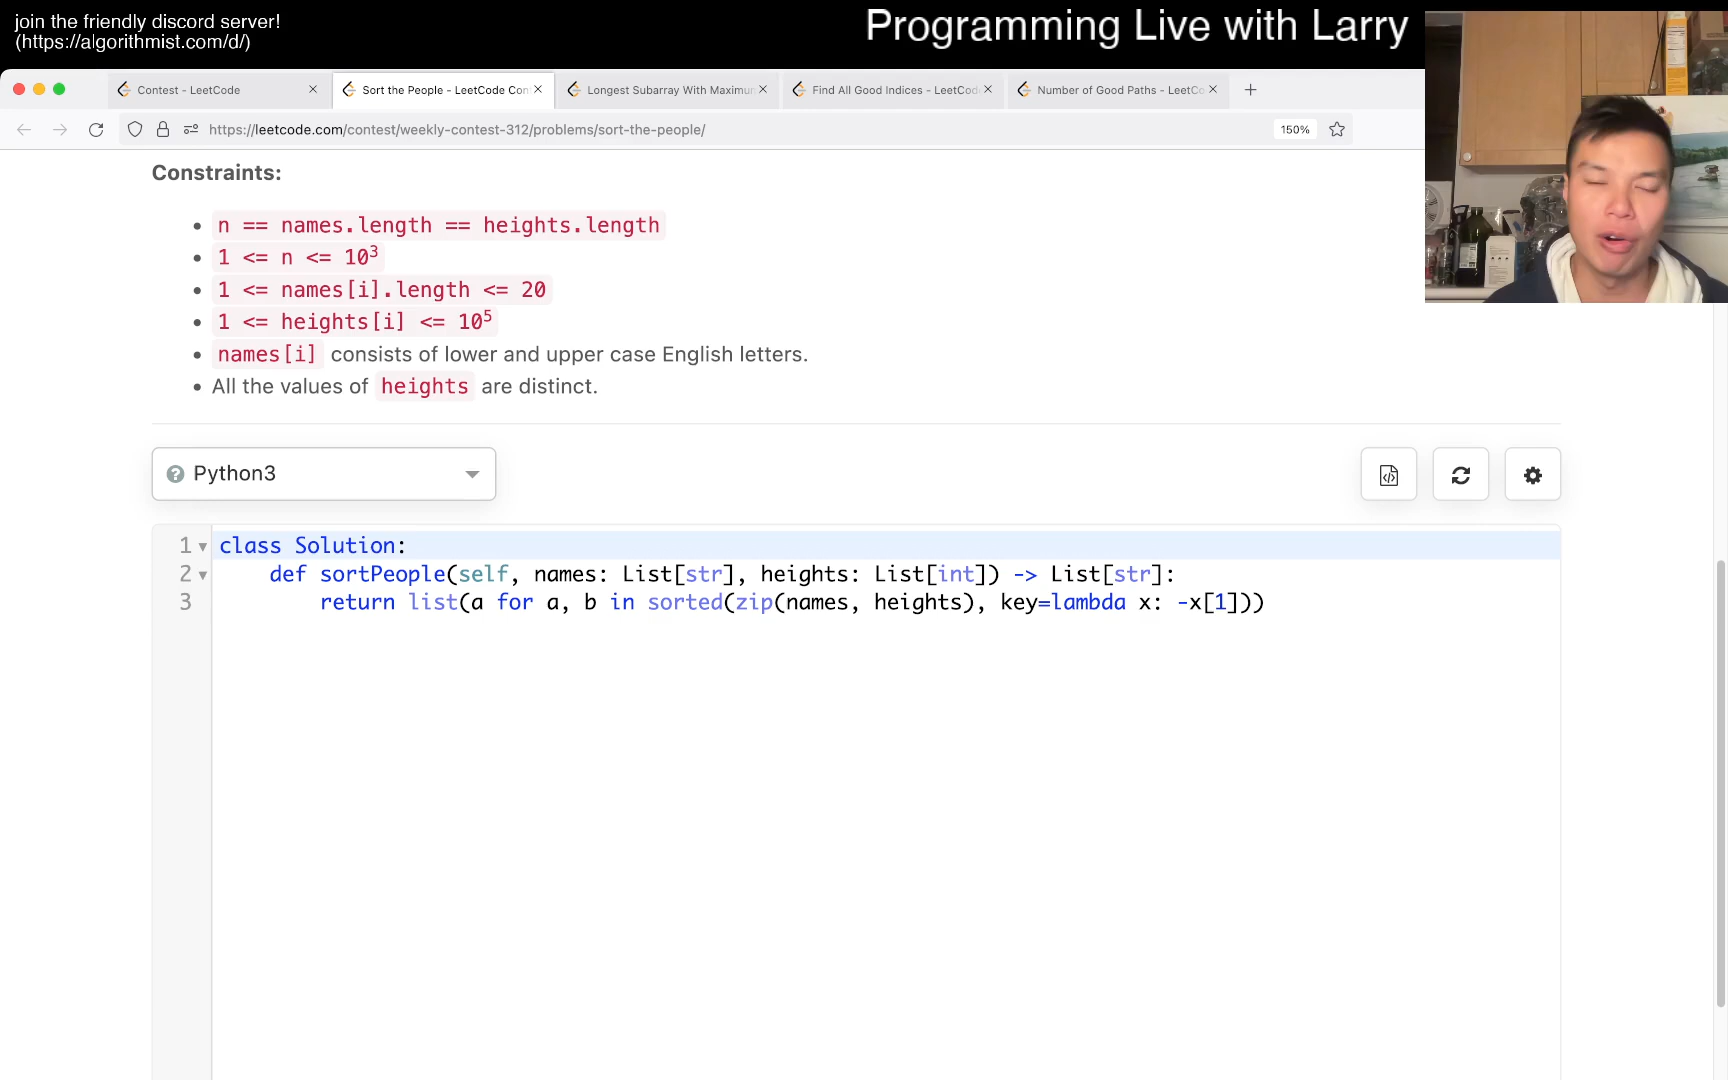 join the friendly discord server!
(https://algorithmist.com/d/)
Programming Live with Larry
Contest - LeetCode
Sort the People - LeetCode Con
Longest Subarray With Maximu
Find All Good Indices - LeetCod
Number of Good Paths - LeetCo
https://leetcode.com/contest/weekly-contest-312/problems/sort-the-people/
150%
Constraints:
n == names.length == heights.length
1 <= n <= 10³
1 <= names[i].length <= 20
1 <= heights[i] <= 10⁵
names[i] consists of lower and upper case English letters.
All the values of heights are distinct.
Python3
1 class Solution:
2 def sortPeople(self, names: List[str], heights: List[int]) -> List[str]:
3 return list(a for a, b in sorted(zip(names, heights), key=lambda x: -x[1]))